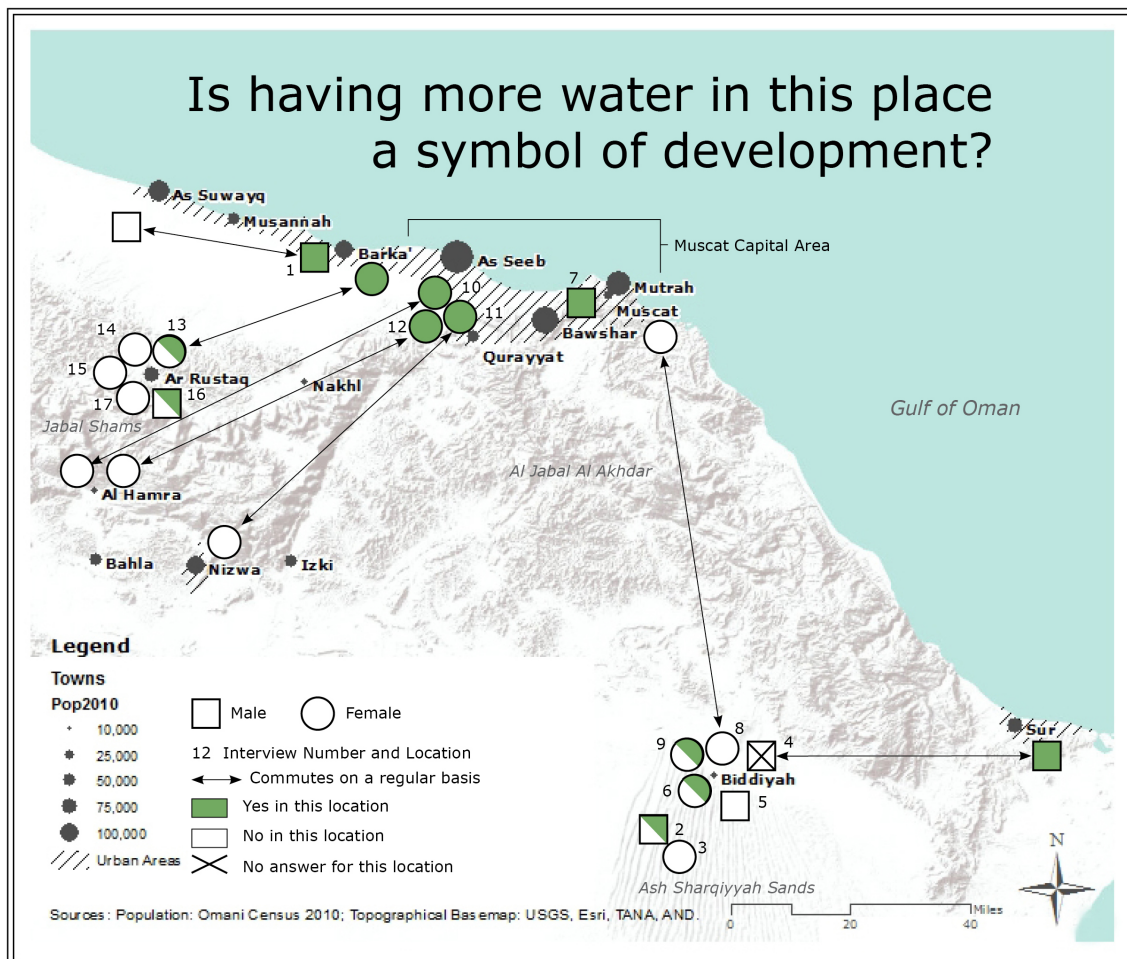 Is having more water in this place
a symbol of development?
As Suwayq
Musannah
Muscat Capital Area
Barka'
As Seeb
1
10
7
Mutrah
11
Muscat
12
Bawshar
14
13
Qurayyat
15
Ar Rustaq
Nakhl
16
17
Gulf of Oman
Jabal Shams
Al Jabal Al Akhdar
Al Hamra
Bahla
Nizwa
Izki
Legend
Towns
Pop2010
10,000
25,000
50,000
75,000
100,000
Urban Areas
Male
Female
12 Interview Number and Location
Commutes on a regular basis
Yes in this location
No in this location
No answer for this location
8
9
4
Sur
Biddiyah
6
5
2
3
N
Ash Sharqiyyah Sands
Sources: Population: Omani Census 2010; Topographical Basemap: USGS, Esri, TANA, AND.
Miles
0 20 40